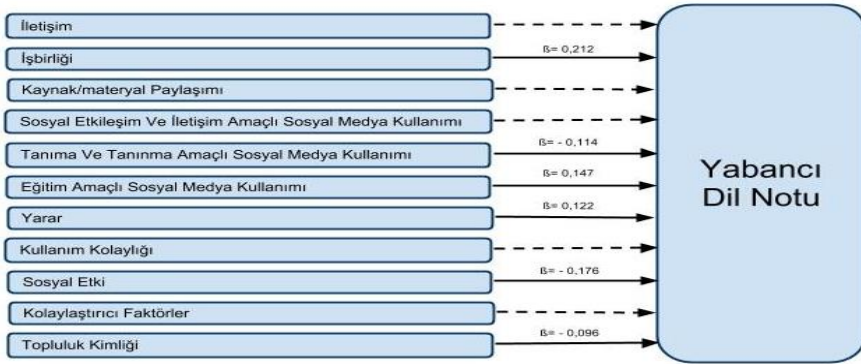 İletişim
İşbirliği
ß= 0,212
Kaynak/materyal Paylaşımı
Sosyal Etkileşim Ve İletişim Amaçlı Sosyal Medya Kullanımı
Tanıma Ve Tanınma Amaçlı Sosyal Medya Kullanımı
ß= - 0,114
Eğitim Amaçlı Sosyal Medya Kullanımı
ß= 0,147
Yarar
ß= 0,122
Kullanım Kolaylığı
Sosyal Etki
ß= - 0,176
Kolaylaştırıcı Faktörler
Topluluk Kimliği
ß= - 0,096
Yabancı
Dil Notu